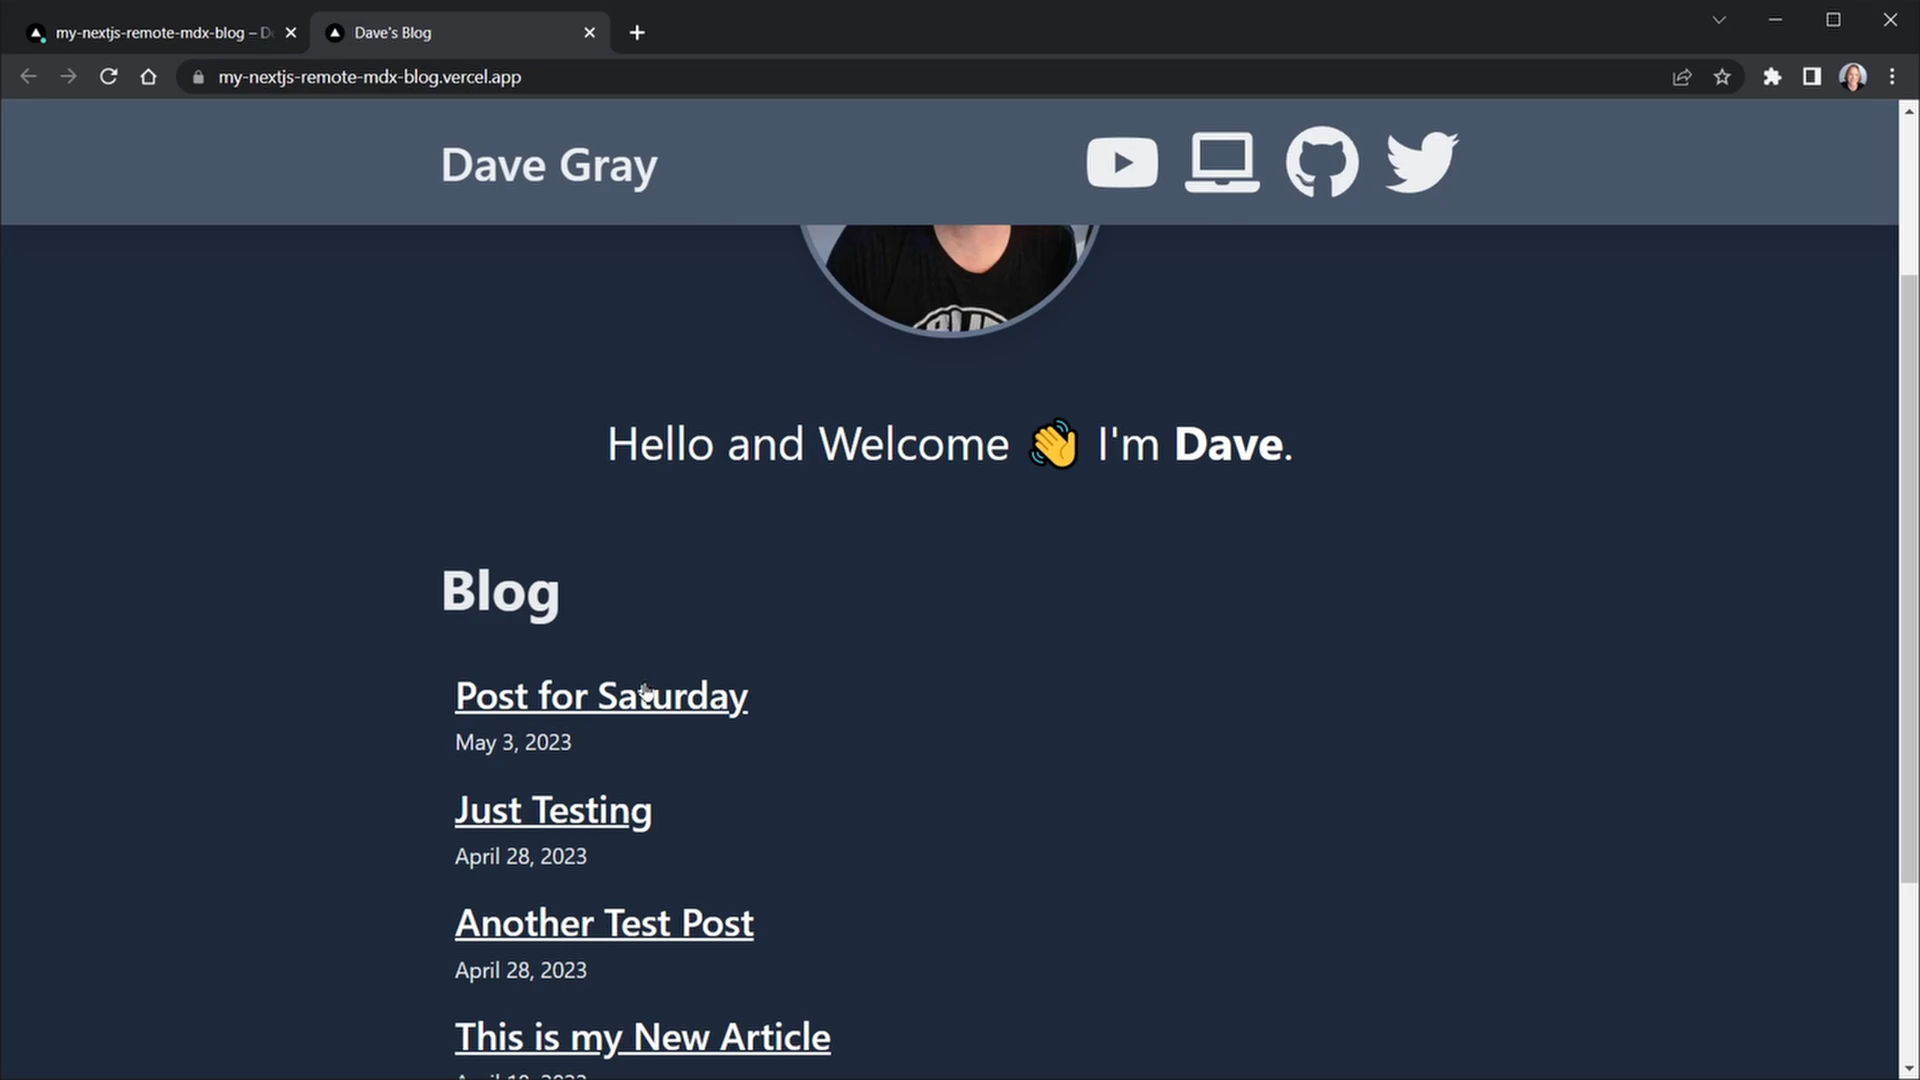 my-nextjs-remote-mdx-blog – D
Dave's Blog
my-nextjs-remote-mdx-blog.vercel.app
Dave Gray
Hello and Welcome 👋 I'm Dave.
Blog
Post for Saturday
May 3, 2023
Just Testing
April 28, 2023
Another Test Post
April 28, 2023
This is my New Article